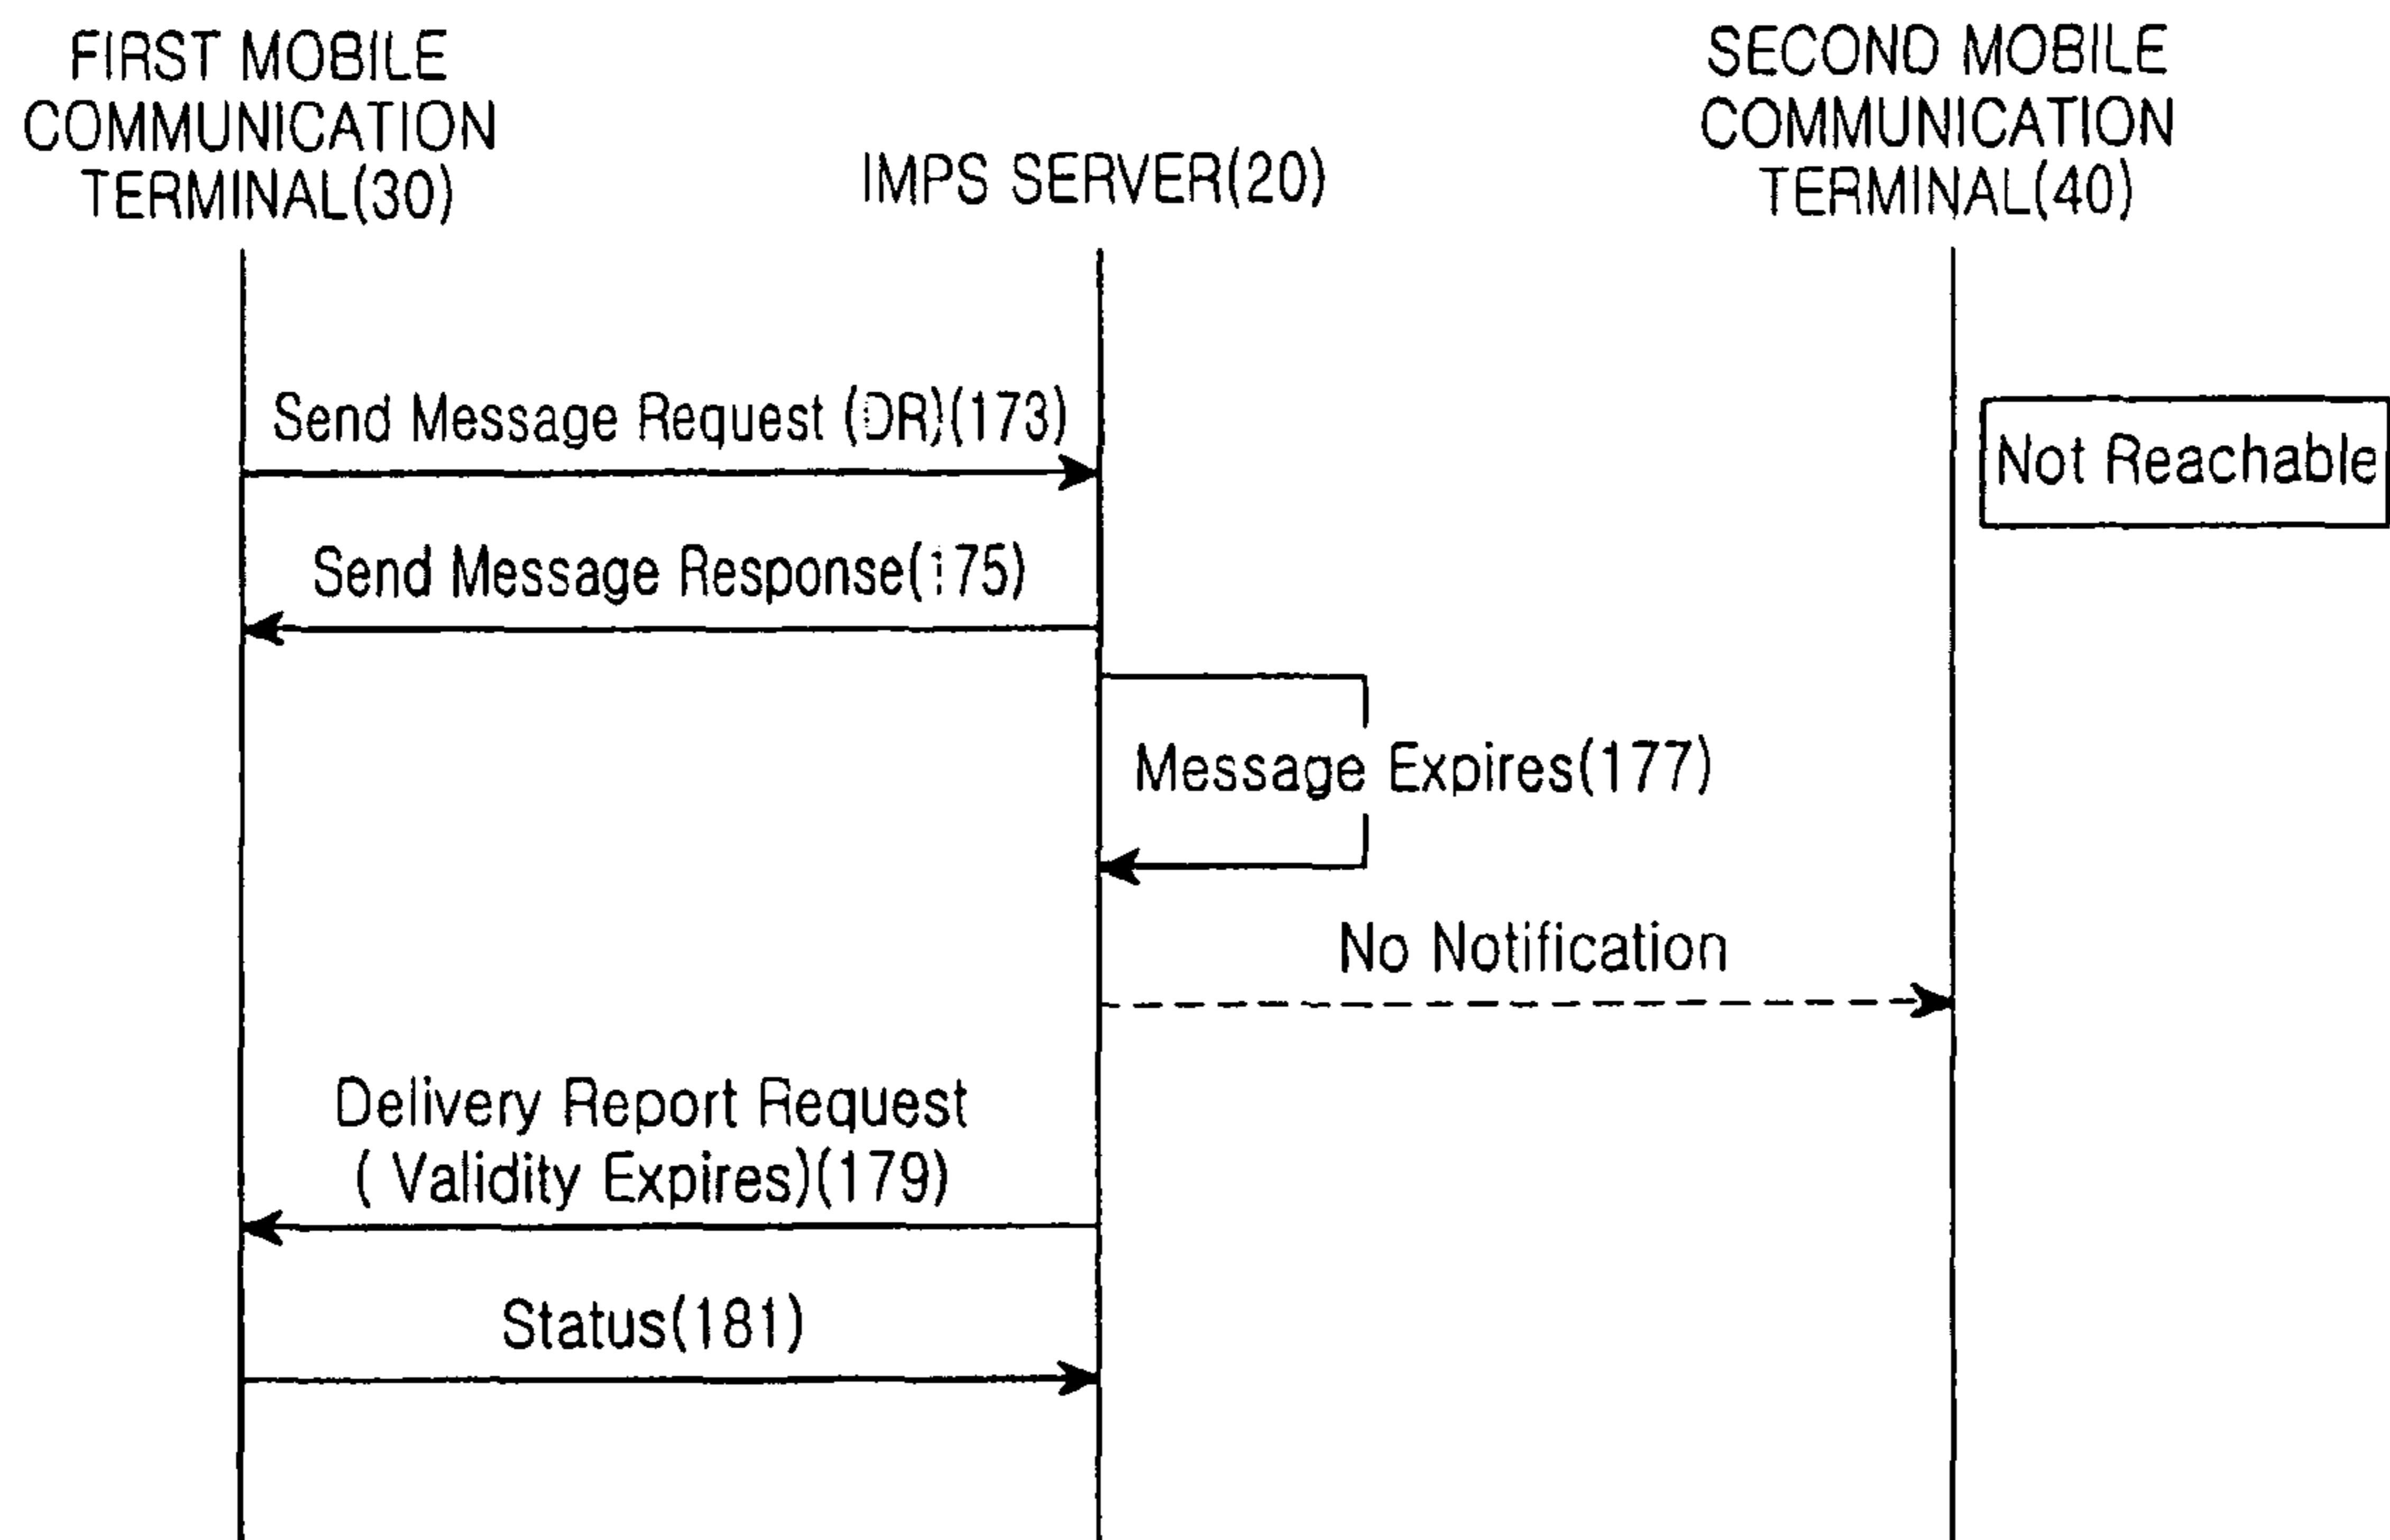 FIRST MOBILE
COMMUNICATION
TERMINAL(30)
IMPS SERVER(20)
SECOND MOBILE
COMMUNICATION
TERMINAL(40)
Send Message Request (DR)(173)
Not Reachable
Send Message Response(175)
Message Expires(177)
No Notification
Delivery Report Request
( Validity Expires)(179)
Status(181)